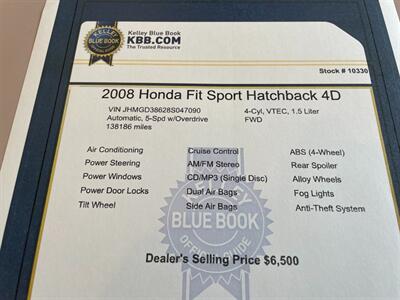 KELLEY
BLUE BOOK
Kelley Blue Book
KBB.COM
The Trusted Resource
Stock # 10330
2008 Honda Fit Sport Hatchback 4D
VIN JHMGD38628S047090 4-Cyl, VTEC, 1.5 Liter
Automatic, 5-Spd w/Overdrive FWD
138186 miles
Air Conditioning Cruise Control ABS (4-Wheel)
Power Steering AM/FM Stereo Rear Spoiler
Power Windows CD/MP3 (Single Disc) Alloy Wheels
Power Door Locks Dual Air Bags Fog Lights
Tilt Wheel Side Air Bags Anti-Theft System
KELLEY
BLUE BOOK
OFFICIAL GUIDE
Dealer's Selling Price $6,500